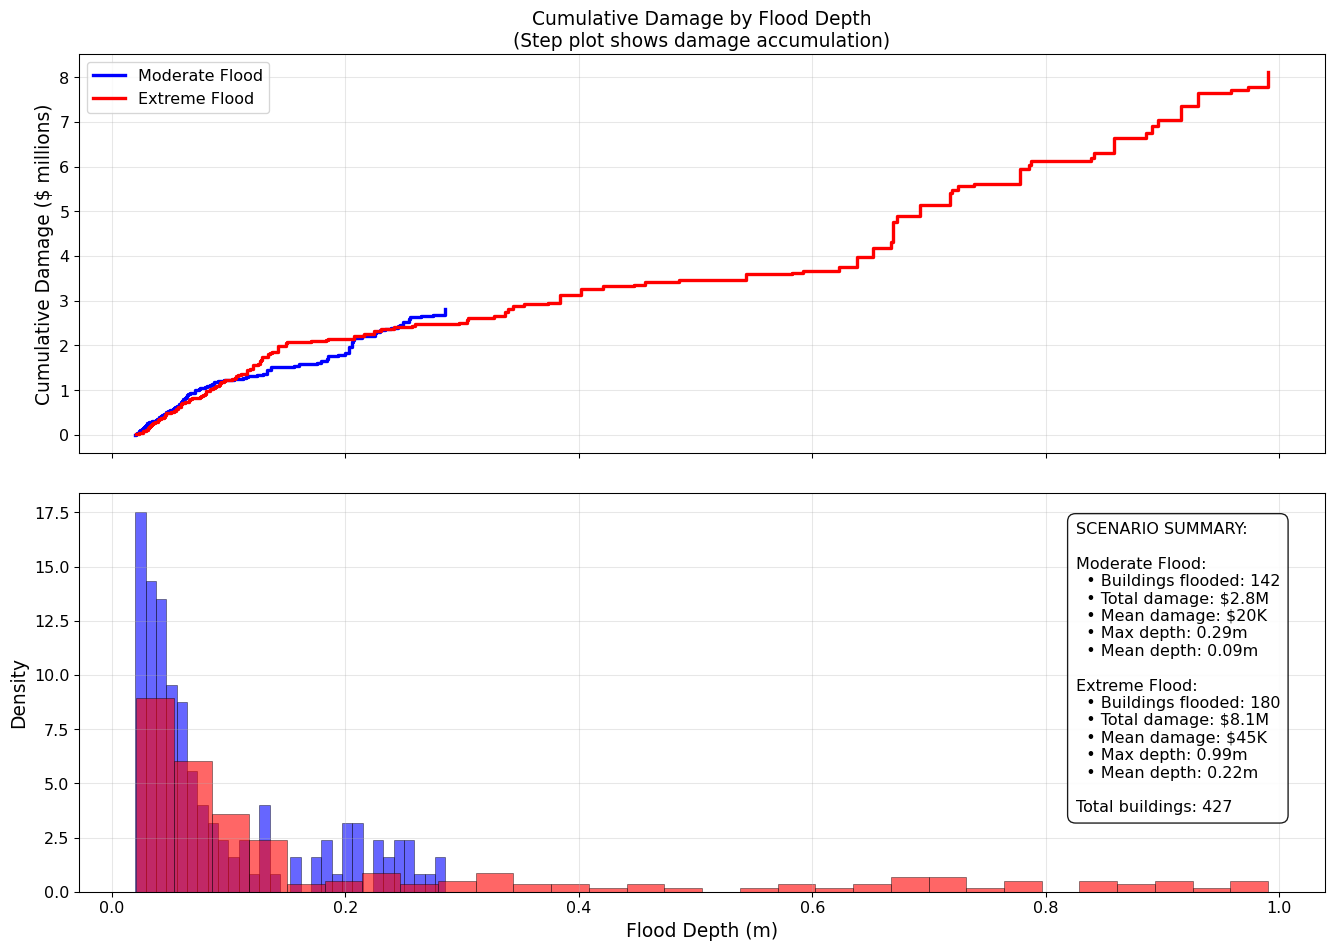 Cumulative Damage by Flood Depth
(Step plot shows damage accumulation)
Cumulative Damage ($ millions)
8
7
6
5
4
3
2
1
0
Moderate Flood
Extreme Flood
Density
17.5
15.0
12.5
10.0
7.5
5.0
2.5
0.0
SCENARIO SUMMARY:
Moderate Flood:
• Buildings flooded: 142
• Total damage: $2.8M
• Mean damage: $20K
• Max depth: 0.29m
• Mean depth: 0.09m
Extreme Flood:
• Buildings flooded: 180
• Total damage: $8.1M
• Mean damage: $45K
• Max depth: 0.99m
• Mean depth: 0.22m
Total buildings: 427
0.0 0.2 0.4 0.6 0.8 1.0
Flood Depth (m)